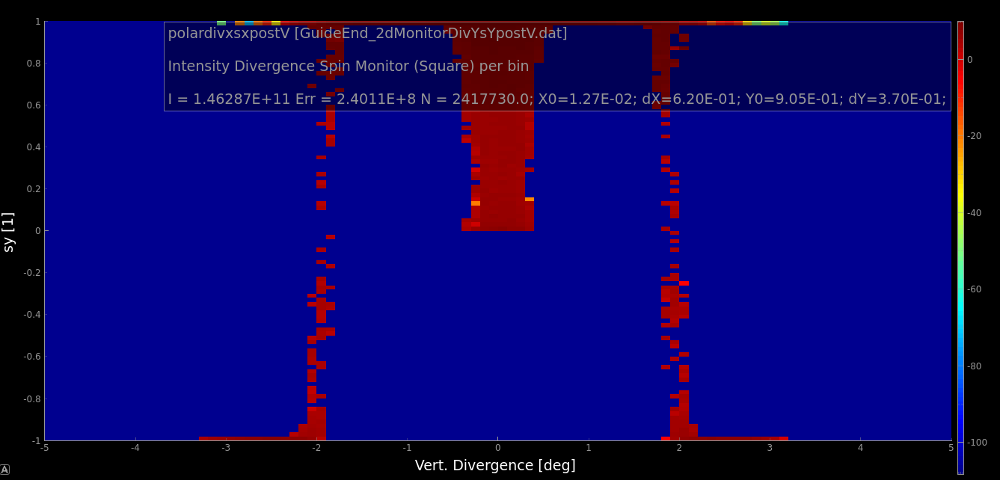 polardivxsxpostV [GuideEnd_2dMonitorDivYsYpostV.dat]
Intensity Divergence Spin Monitor (Square) per bin
I = 1.46287E+11 Err = 2.4011E+8 N = 2417730.0; X0=1.27E-02; dX=6.20E-01; Y0=9.05E-01; dY=3.70E-01;
sy [1]
1
0.8
0.6
0.4
0.2
0
-0.2
-0.4
-0.6
-0.8
-1
-5 -4 -3 -2 -1 0 1 2 3 4 5
Vert. Divergence [deg]
0
-20
-40
-60
-80
-100
A